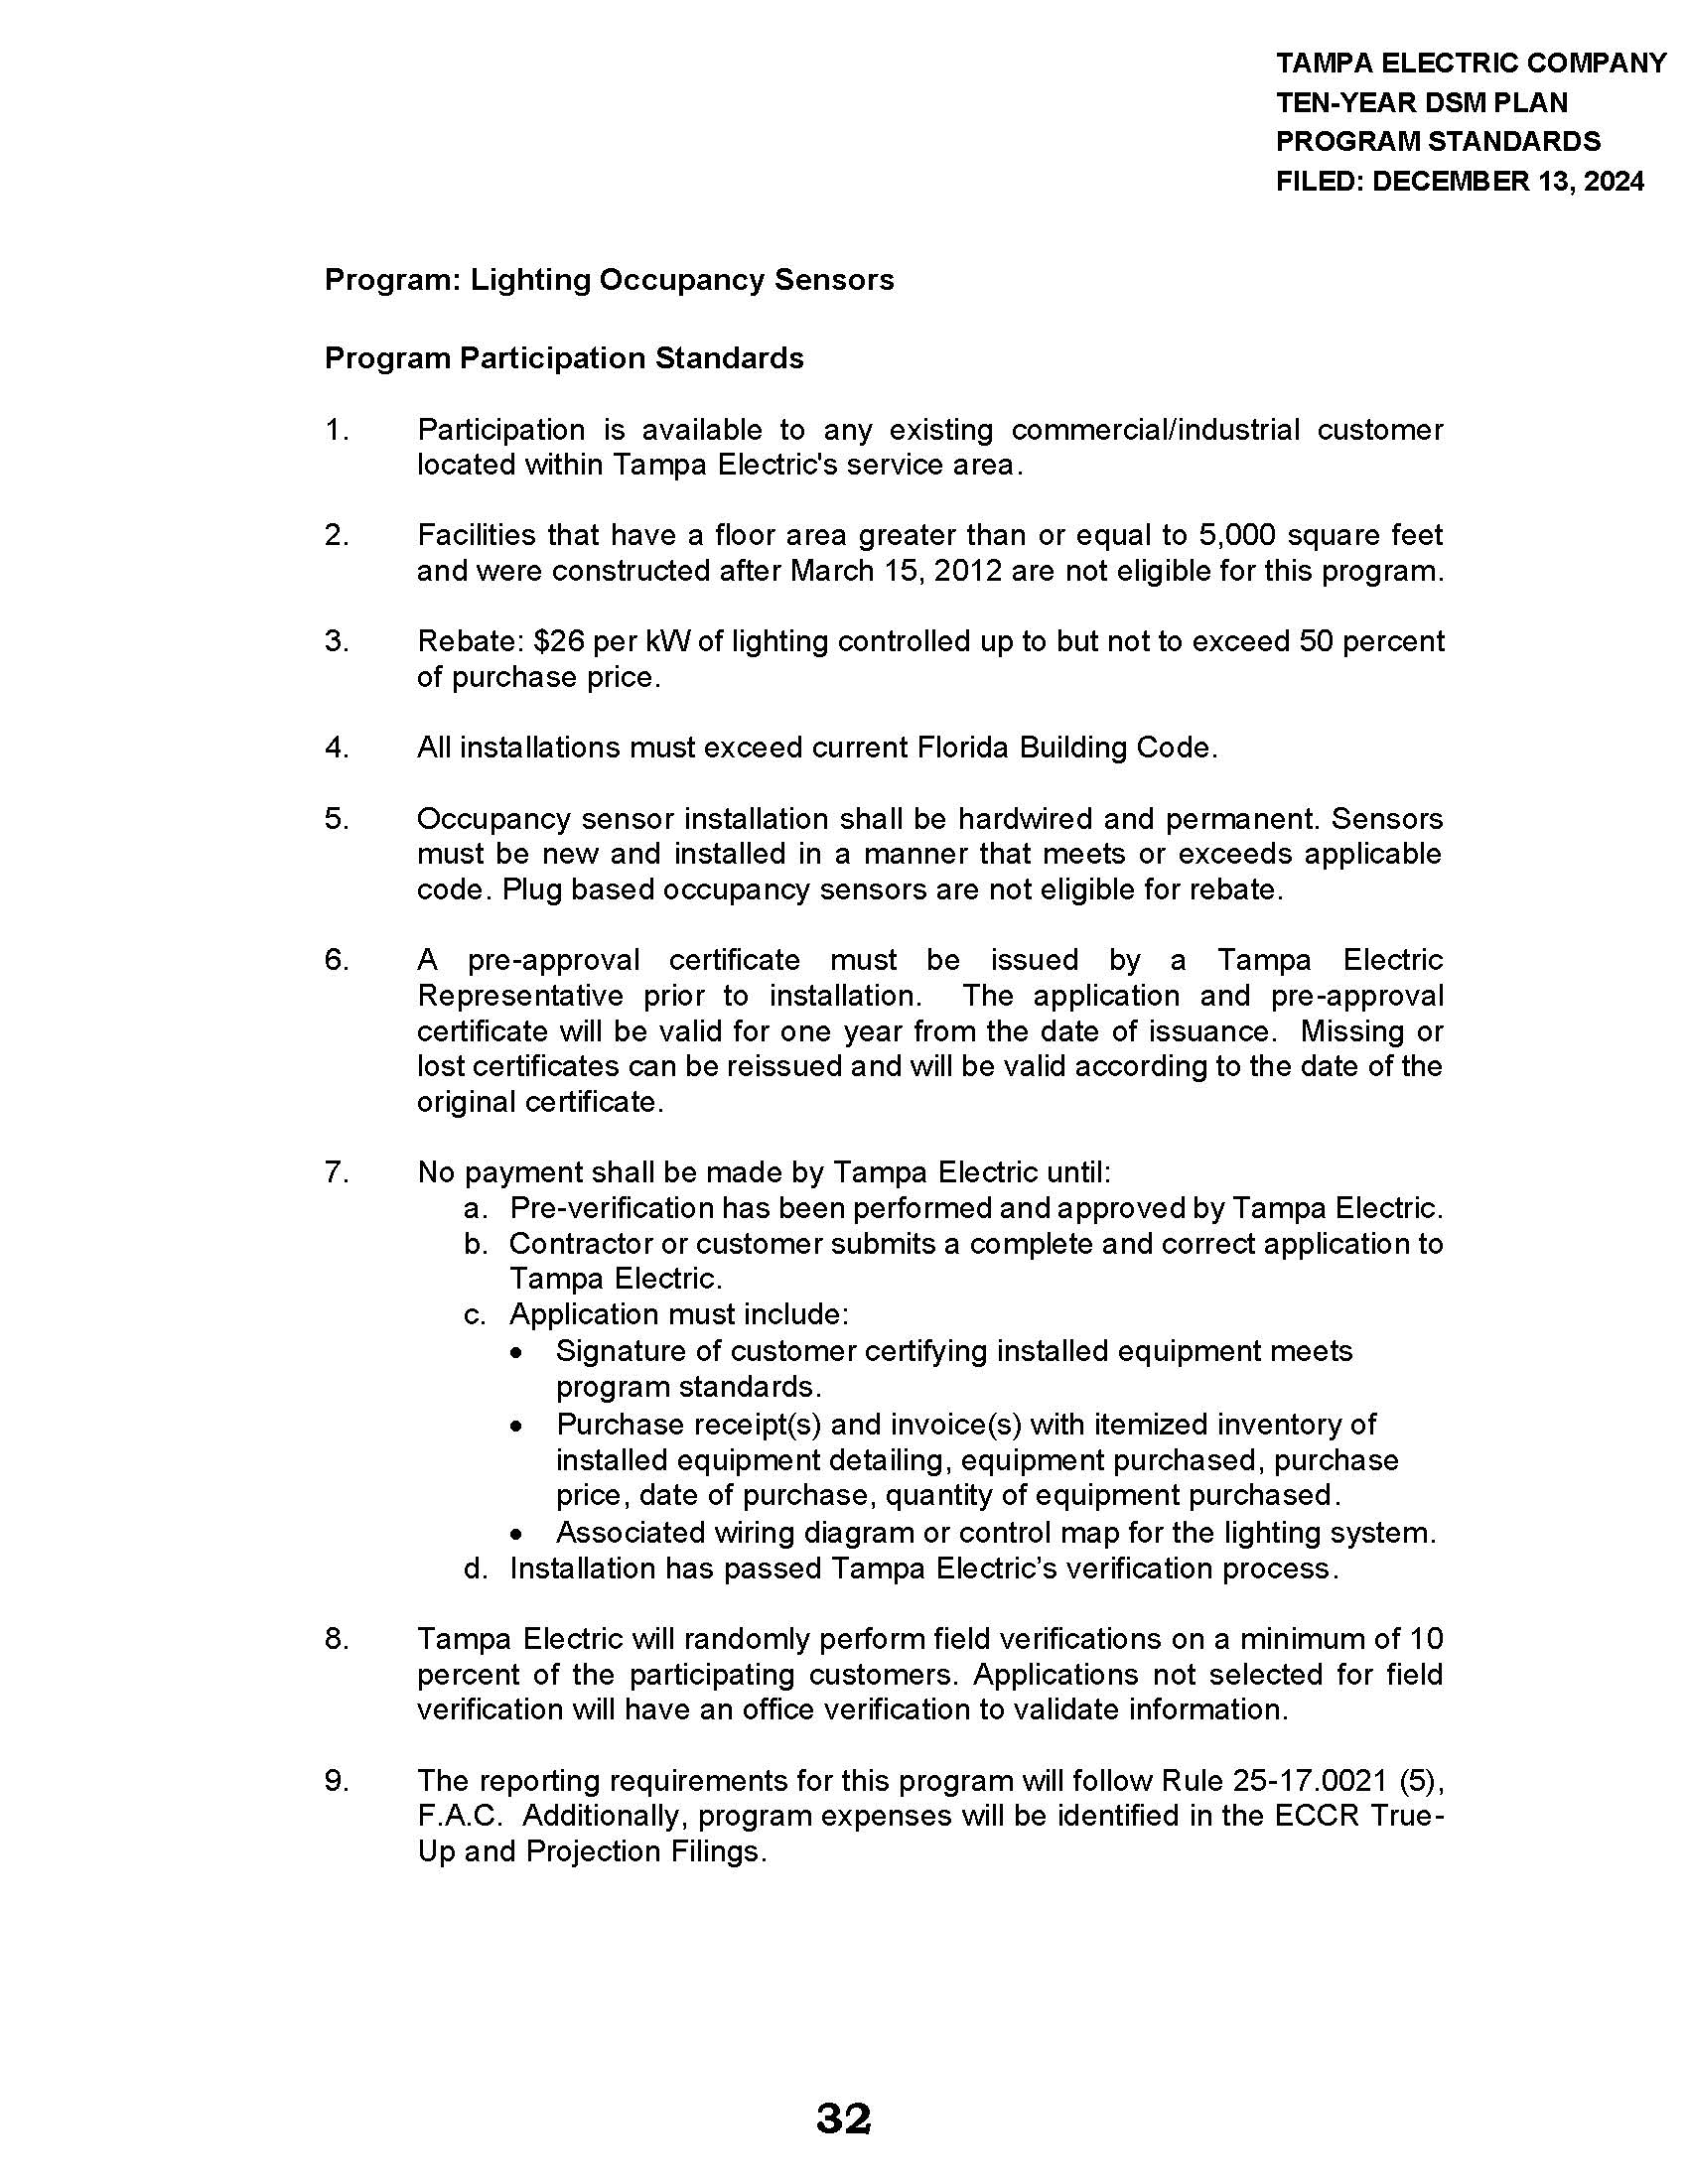 TAMPA ELECTRIC COMPANY
TEN-YEAR DSM PLAN
PROGRAM STANDARDS
FILED: DECEMBER 13, 2024
Program: Lighting Occupancy Sensors
Program Participation Standards
1. Participation is available to any existing commercial/industrial customer
located within Tampa Electric's service area.
2. Facilities that have a floor area greater than or equal to 5,000 square feet
and were constructed after March 15, 2012 are not eligible for this program.
3. Rebate: $26 per kW of lighting controlled up to but not to exceed 50 percent
of purchase price.
4. All installations must exceed current Florida Building Code.
5. Occupancy sensor installation shall be hardwired and permanent. Sensors
must be new and installed in a manner that meets or exceeds applicable
code. Plug based occupancy sensors are not eligible for rebate.
6. A pre-approval certificate must be issued by a Tampa Electric
Representative prior to installation. The application and pre-approval
certificate will be valid for one year from the date of issuance. Missing or
lost certificates can be reissued and will be valid according to the date of the
original certificate.
7. No payment shall be made by Tampa Electric until:
a. Pre-verification has been performed and approved by Tampa Electric.
b. Contractor or customer submits a complete and correct application to
Tampa Electric.
c. Application must include:
• Signature of customer certifying installed equipment meets
program standards.
• Purchase receipt(s) and invoice(s) with itemized inventory of
installed equipment detailing, equipment purchased, purchase
price, date of purchase, quantity of equipment purchased.
• Associated wiring diagram or control map for the lighting system.
d. Installation has passed Tampa Electric’s verification process.
8. Tampa Electric will randomly perform field verifications on a minimum of 10
percent of the participating customers. Applications not selected for field
verification will have an office verification to validate information.
9. The reporting requirements for this program will follow Rule 25-17.0021 (5),
F.A.C. Additionally, program expenses will be identified in the ECCR True-
Up and Projection Filings.
32